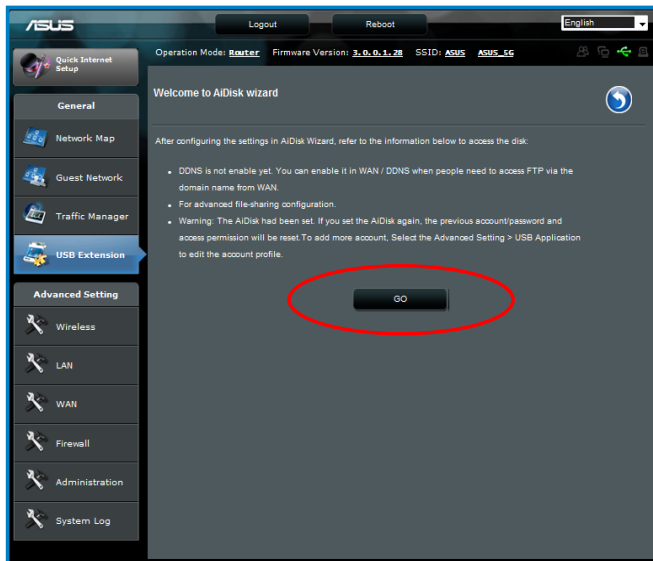 ASUS
Logout
Reboot
English
Quick Internet
Setup
Operation Mode: Router Firmware Version: 3.0.0.1.28 SSID: ASUS ASUS_5G
General
Network Map
Guest Network
Traffic Manager
USB Extension
Advanced Setting
Wireless
LAN
WAN
Firewall
Administration
System Log
Welcome to AiDisk wizard
After configuring the settings in AiDisk Wizard, refer to the information below to access the disk:
• DDNS is not enable yet. You can enable it in WAN / DDNS when people need to access FTP via the
domain name from WAN.
• For advanced file-sharing configuration.
• Warning: The AiDisk had been set. If you set the AiDisk again, the previous account/password and
access permission will be reset.To add more account, Select the Advanced Setting > USB Application
to edit the account profile.
GO